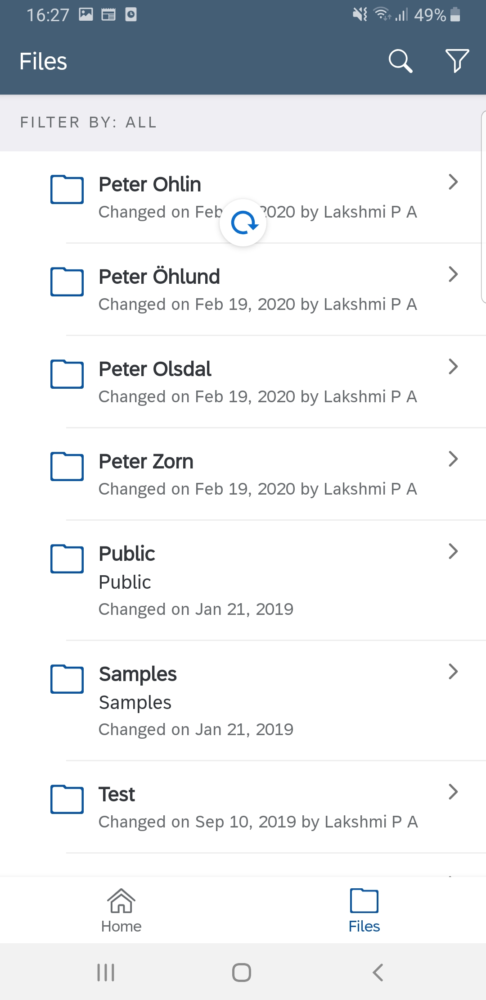 16:27
49%
Files
FILTER BY: ALL
Peter Ohlin
Changed on Feb 2020 by Lakshmi P A
Peter Öhlund
Changed on Feb 19, 2020 by Lakshmi P A
Peter Olsdal
Changed on Feb 19, 2020 by Lakshmi P A
Peter Zorn
Changed on Feb 19, 2020 by Lakshmi P A
Public
Public
Changed on Jan 21, 2019
Samples
Samples
Changed on Jan 21, 2019
Test
Changed on Sep 10, 2019 by Lakshmi P A
Home
Files